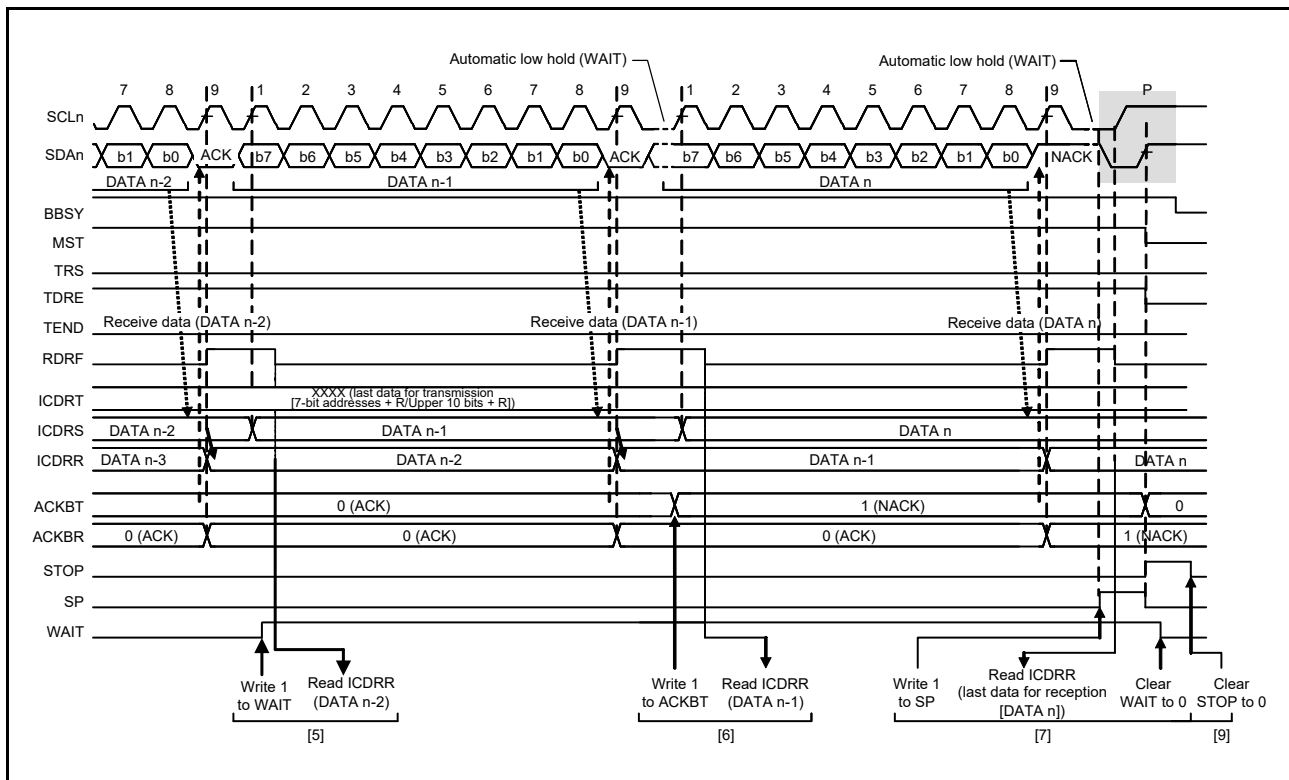 Automatic low hold (WAIT)
Automatic low hold (WAIT)
7 8 9 1 2 3 4 5 6 7 8 9 1 2 3 4 5 6 7 8 9 P
SCLn
SDAn b1 b0 ACK b7 b6 b5 b4 b3 b2 b1 b0 ACK b7 b6 b5 b4 b3 b2 b1 b0 NACK
DATA n-2 DATA n-1 DATA n
BBSY
MST
TRS
TDRE
TEND
Receive data (DATA n-2) Receive data (DATA n-1) Receive data (DATA n)
RDRF
ICDRT
XXXX (last data for transmission
[7-bit addresses + R/Upper 10 bits + R])
ICDRS DATA n-2 DATA n-1 DATA n
ICDRR DATA n-3 DATA n-2 DATA n-1 DATA n
ACKBT 0 (ACK) 1 (NACK) 0
ACKBR 0 (ACK) 0 (ACK) 0 (ACK) 1 (NACK)
STOP
SP
WAIT
Write 1
to WAIT
Read ICDRR
(DATA n-2)
[5]
Write 1
to ACKBT
Read ICDRR
(DATA n-1)
[6]
Write 1
to SP
Read ICDRR
(last data for reception
[DATA n])
Clear
WAIT to 0
[7]
Clear
STOP to 0
[9]